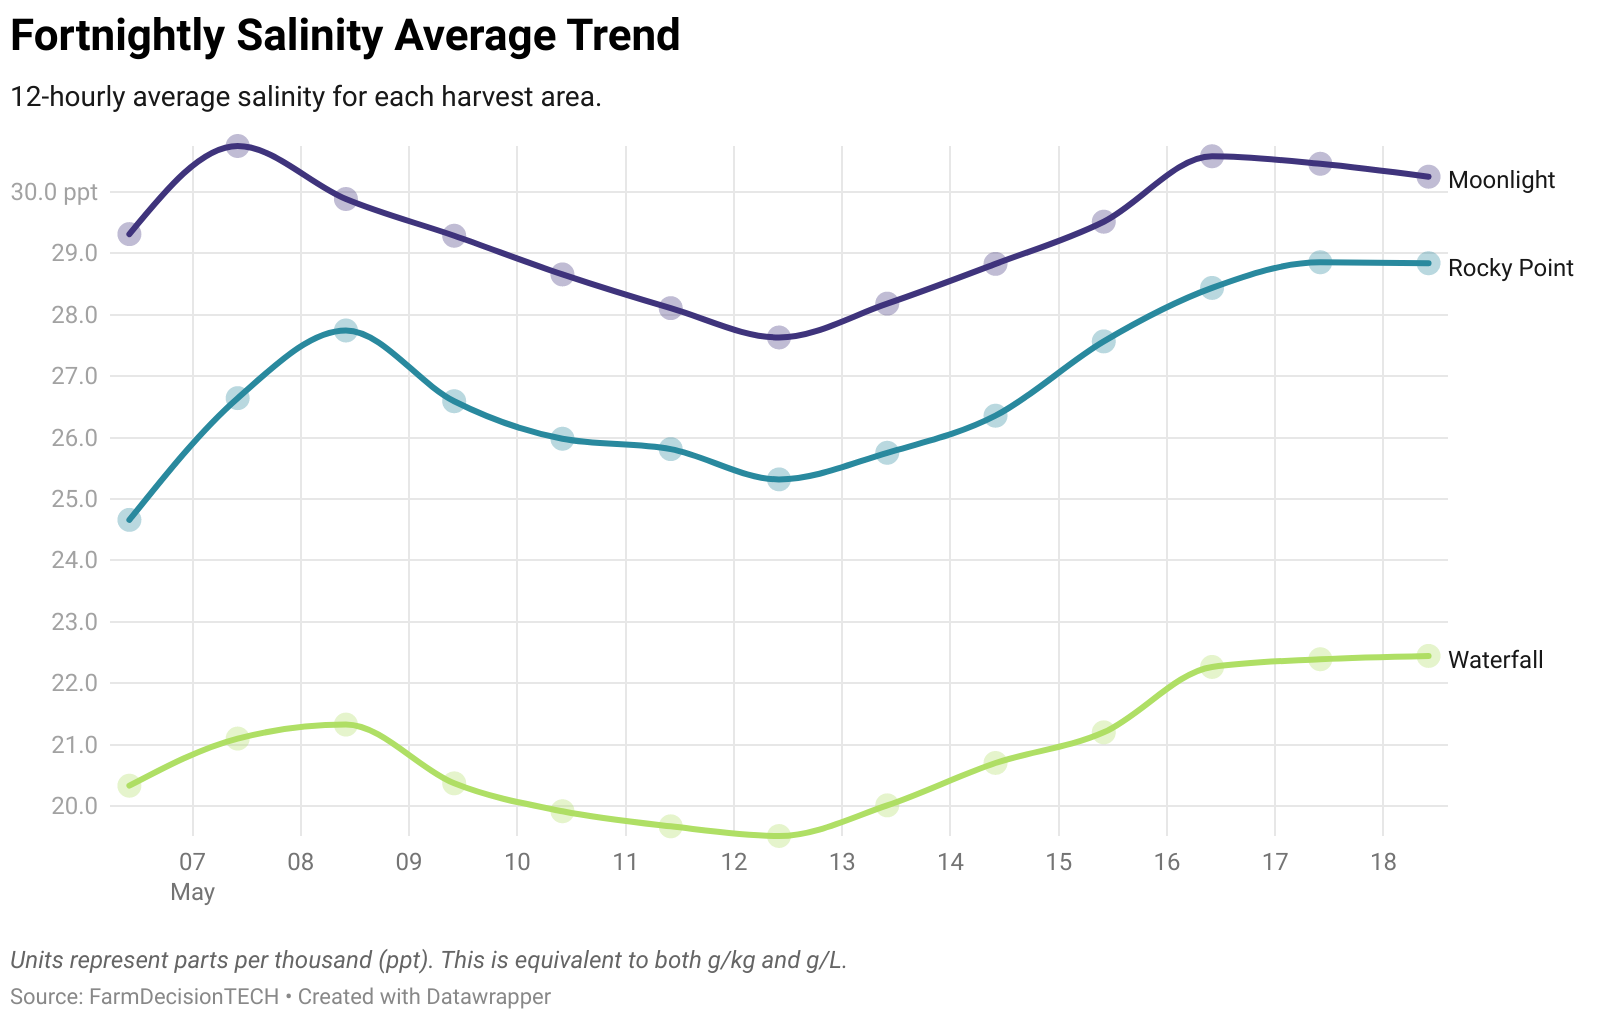 Fortnightly Salinity Average Trend
12-hourly average salinity for each harvest area.
30.0 ppt
29.0
28.0
27.0
26.0
25.0
24.0
23.0
22.0
21.0
20.0
Moonlight
Rocky Point
Waterfall
07 08 09 10 11 12 13 14 15 16 17 18
May
Units represent parts per thousand (ppt). This is equivalent to both g/kg and g/L.
Source: FarmDecisionTECH • Created with Datawrapper